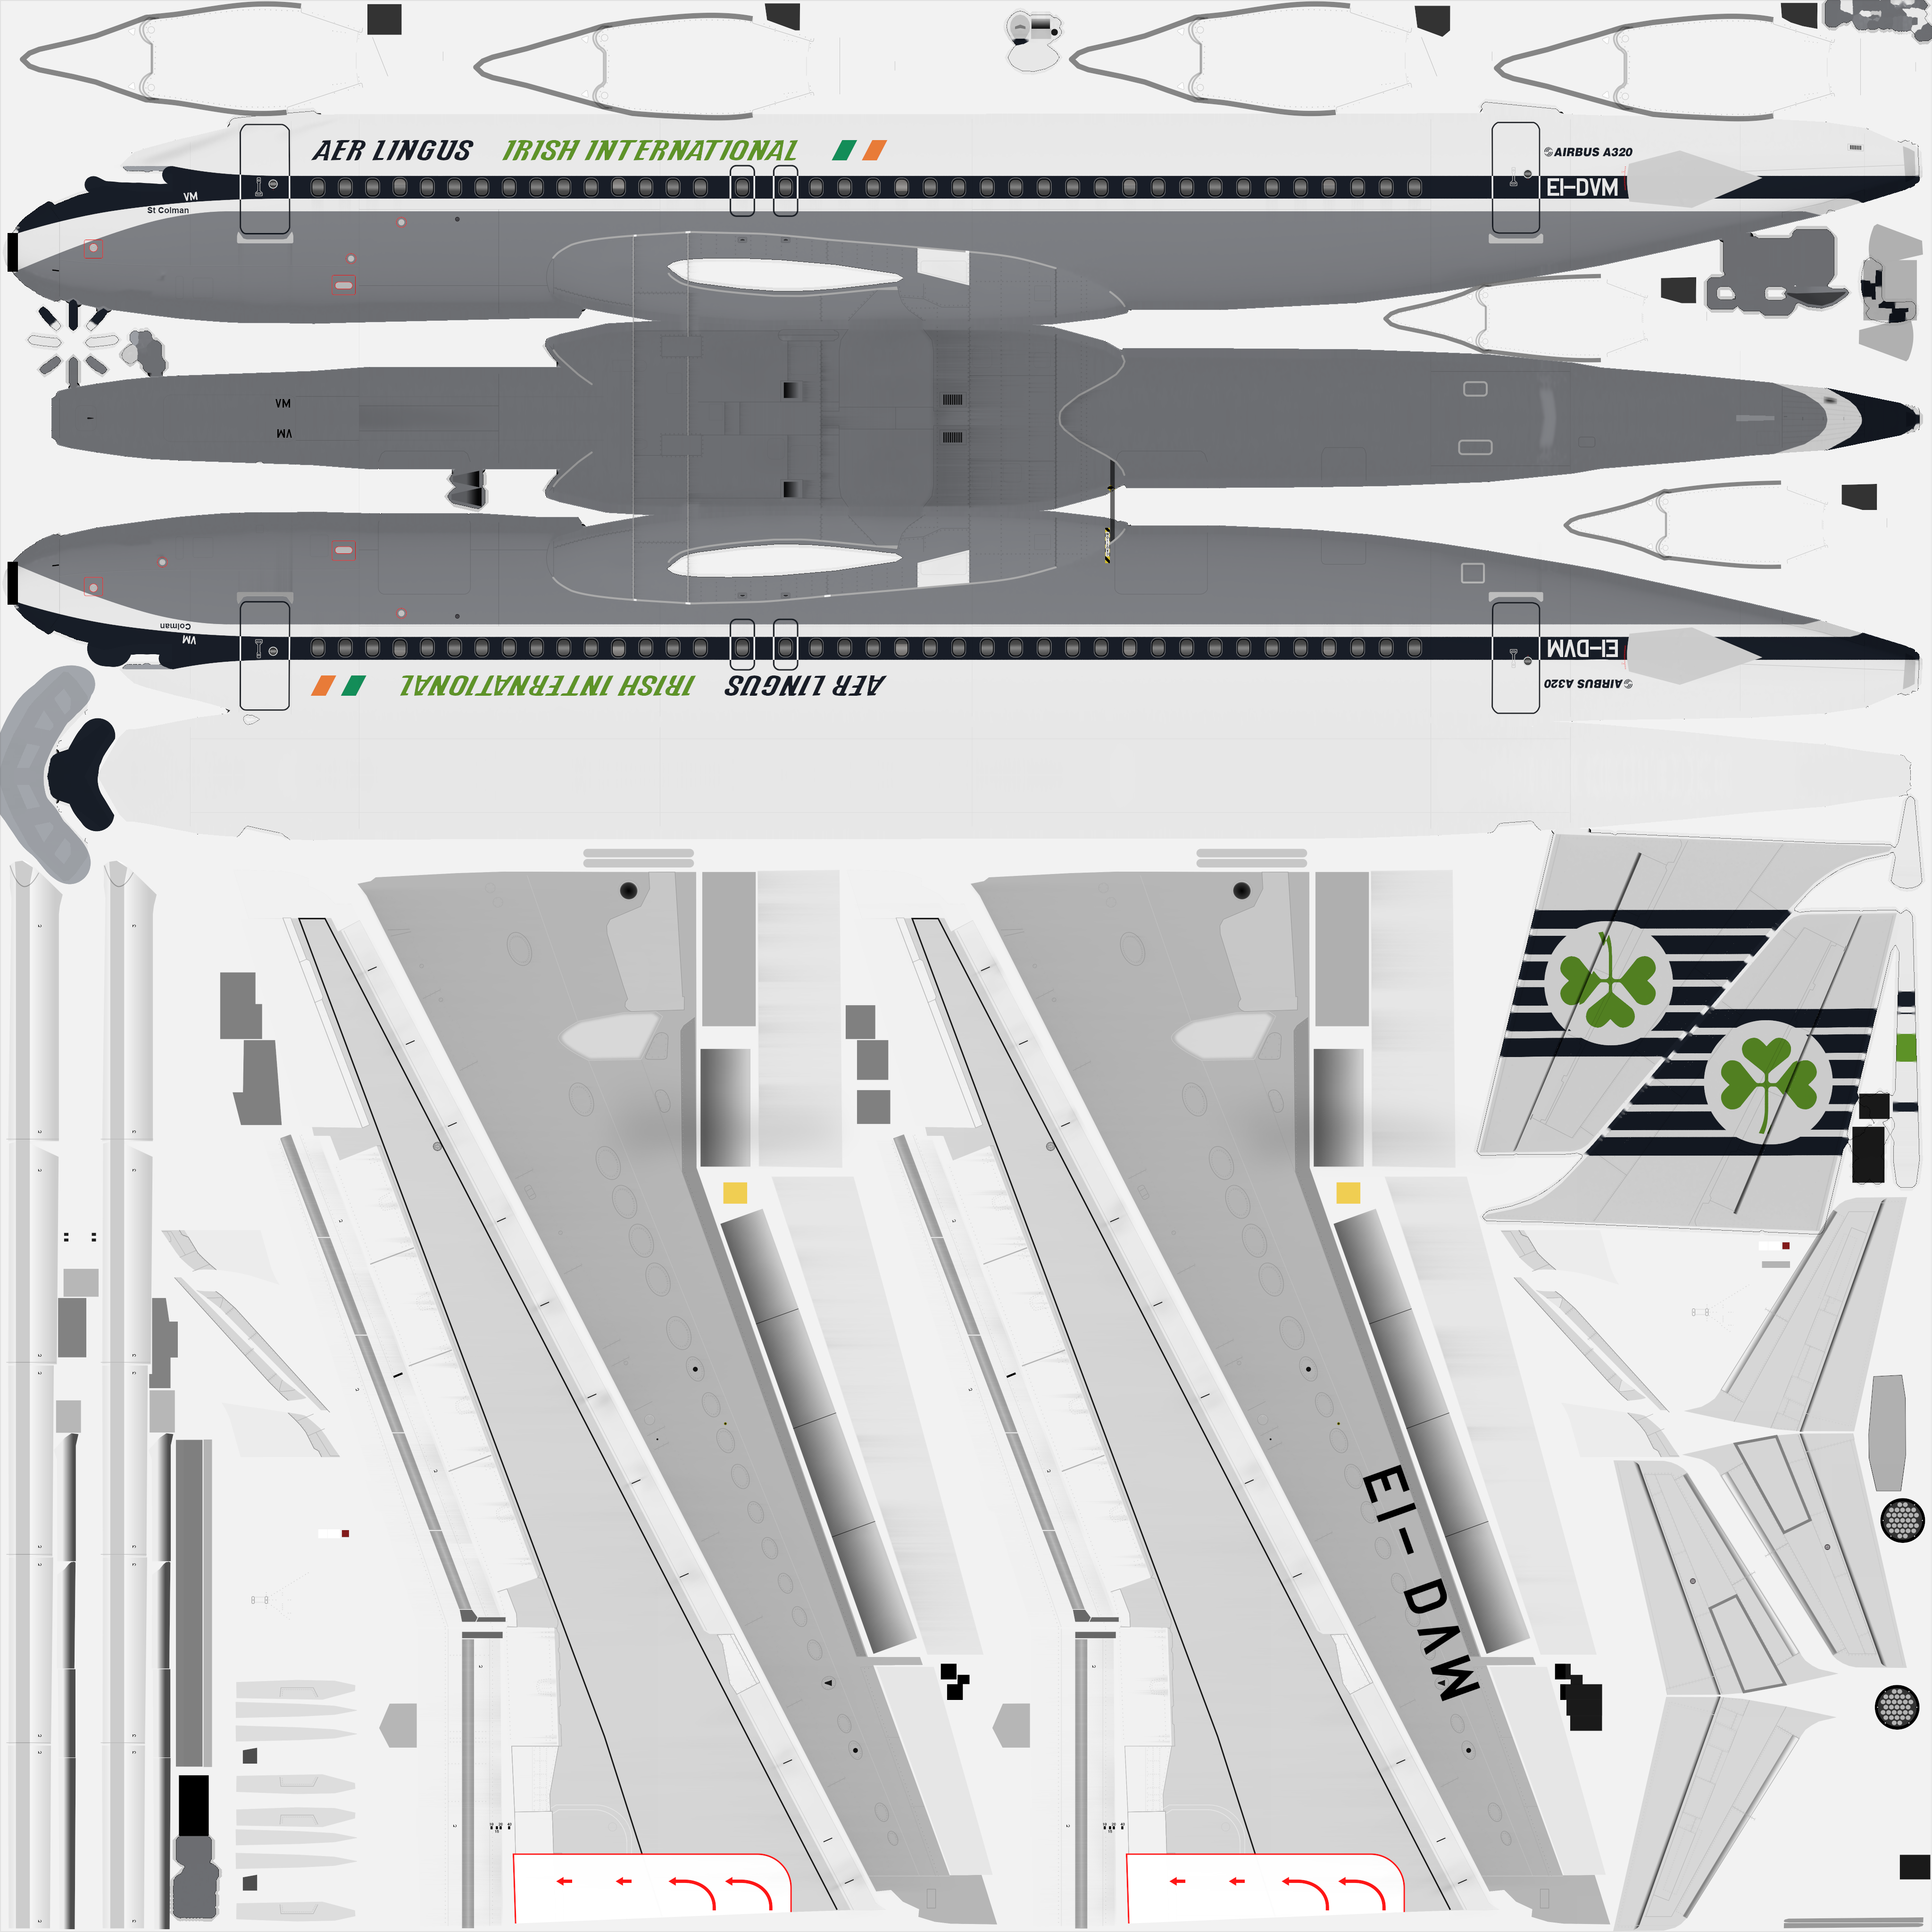 AER LINGUS IRISH INTERNATIONAL
AIRBUS A320
EI-DVM
VM
St Colman
VM
VM
Colman
VM
EI-DVM
IRISH INTERNATIONAL AER LINGUS
AIRBUS A320
EI-DVM